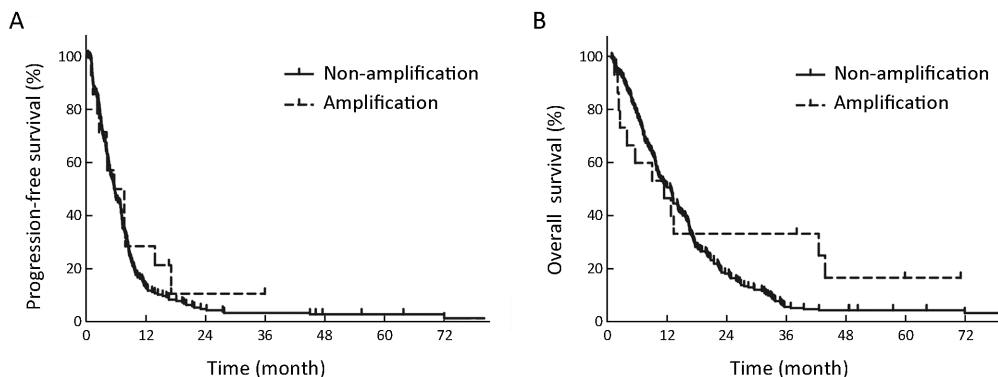 A
Progression-free survival (%)
100
80
60
40
20
0
0 12 24 36 48 60 72
Time (month)
Non-amplification
Amplification
B
Overall survival (%)
100
80
60
40
20
0
0 12 24 36 48 60 72
Time (month)
Non-amplification
Amplification